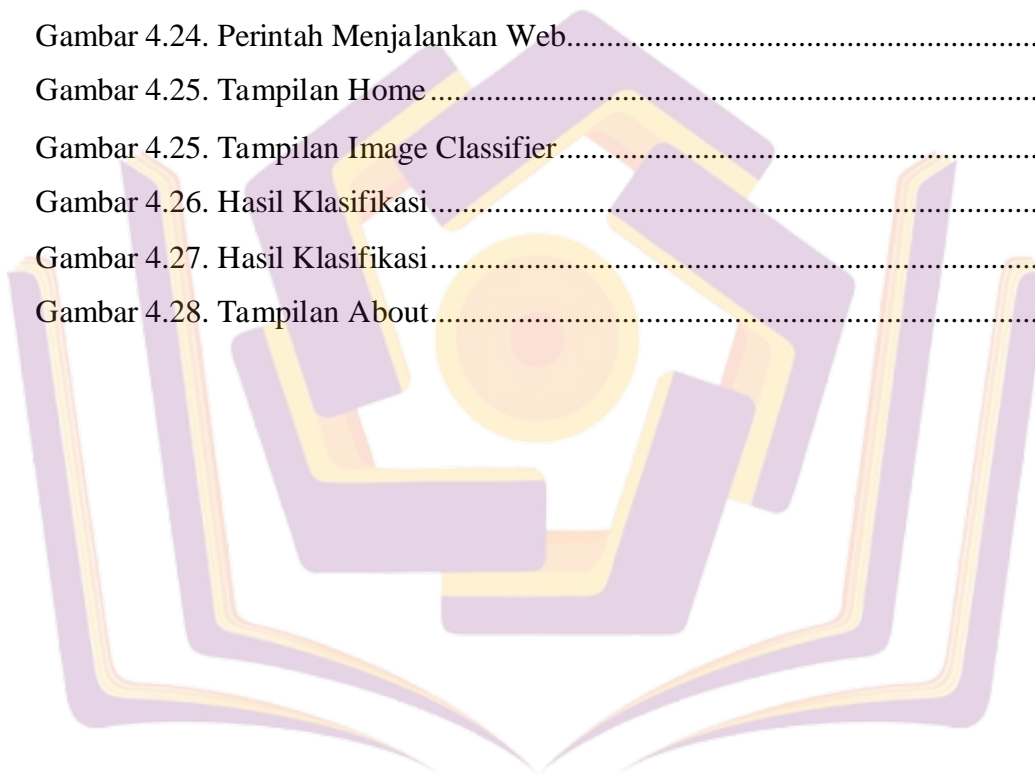 Gambar 4.24. Perintah Menjalankan Web................................................................
Gambar 4.25. Tampilan Home....................................................................................
Gambar 4.25. Tampilan Image Classifier.................................................................
Gambar 4.26. Hasil Klasifikasi....................................................................................
Gambar 4.27. Hasil Klasifikasi....................................................................................
Gambar 4.28. Tampilan About....................................................................................